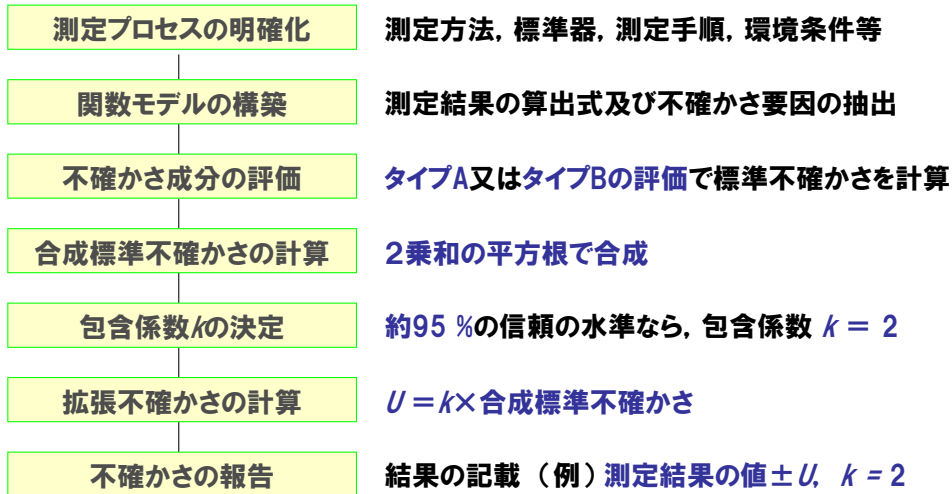 測定プロセスの明確化 測定方法, 標準器, 測定手順, 環境条件等
関数モデルの構築 測定結果の算出式及び不確かさ要因の抽出
不確かさ成分の評価 タイプA又はタイプBの評価で標準不確かさを計算
合成標準不確かさの計算 2乗和の平方根で合成
包含係数kの決定 約95 %の信頼の水準なら, 包含係数 k = 2
拡張不確かさの計算 U=k×合成標準不確かさ
不確かさの報告 結果の記載 (例) 測定結果の値±U, k = 2